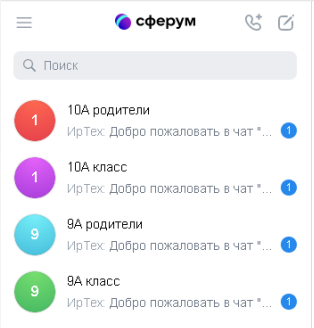 сферум
Поиск
1
10А родители
ИрТех: Добро пожаловать в чат "...
1
1
10А класс
ИрТех: Добро пожаловать в чат "...
1
9
9А родители
ИрТех: Добро пожаловать в чат "...
1
9
9А класс
ИрТех: Добро пожаловать в чат "...
1